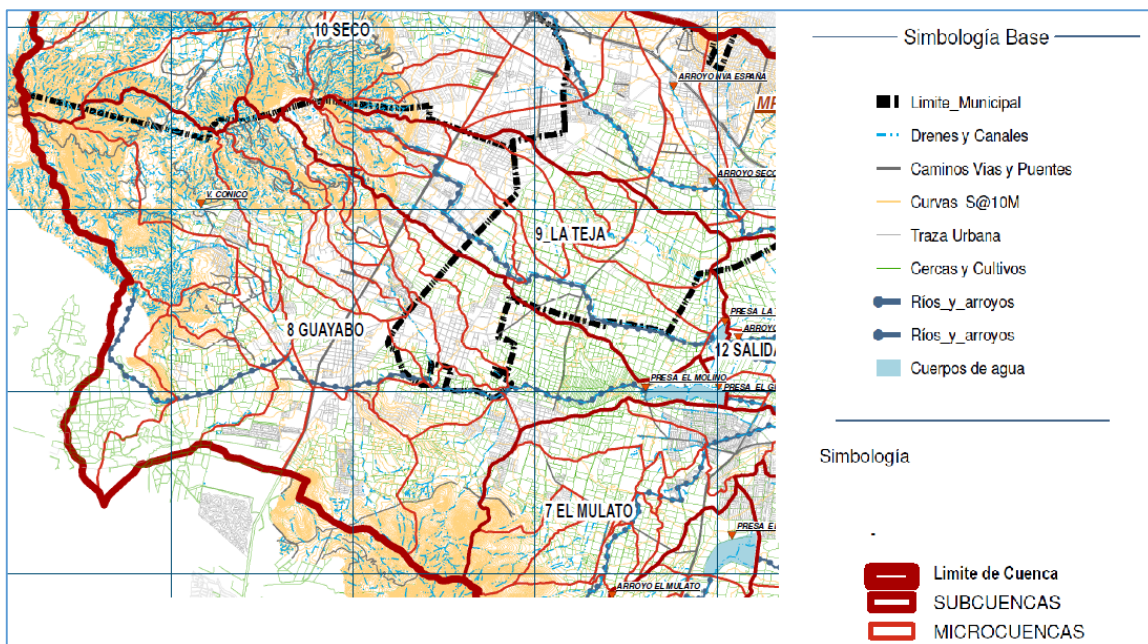 10 SECO
ARROYO NVA ESPAÑA
ARROYO SECO
V. CONICO
9_LA TEJA
8 GUAYABO
PRESA LA
ARROYO
12 SALIDA
PRESA EL MOLINO
PRESA EL G
7 EL MULATO
PRESA E
ARROYO EL MULATO
Simbología Base
Limite_Municipal
Drenes y Canales
Caminos Vias y Puentes
Curvas S@10M
Traza Urbana
Cercas y Cultivos
Ríos_y_arroyos
Ríos_y_arroyos
Cuerpos de agua
Simbología
-
Limite de Cuenca
SUBCUENCAS
MICROCUENCAS